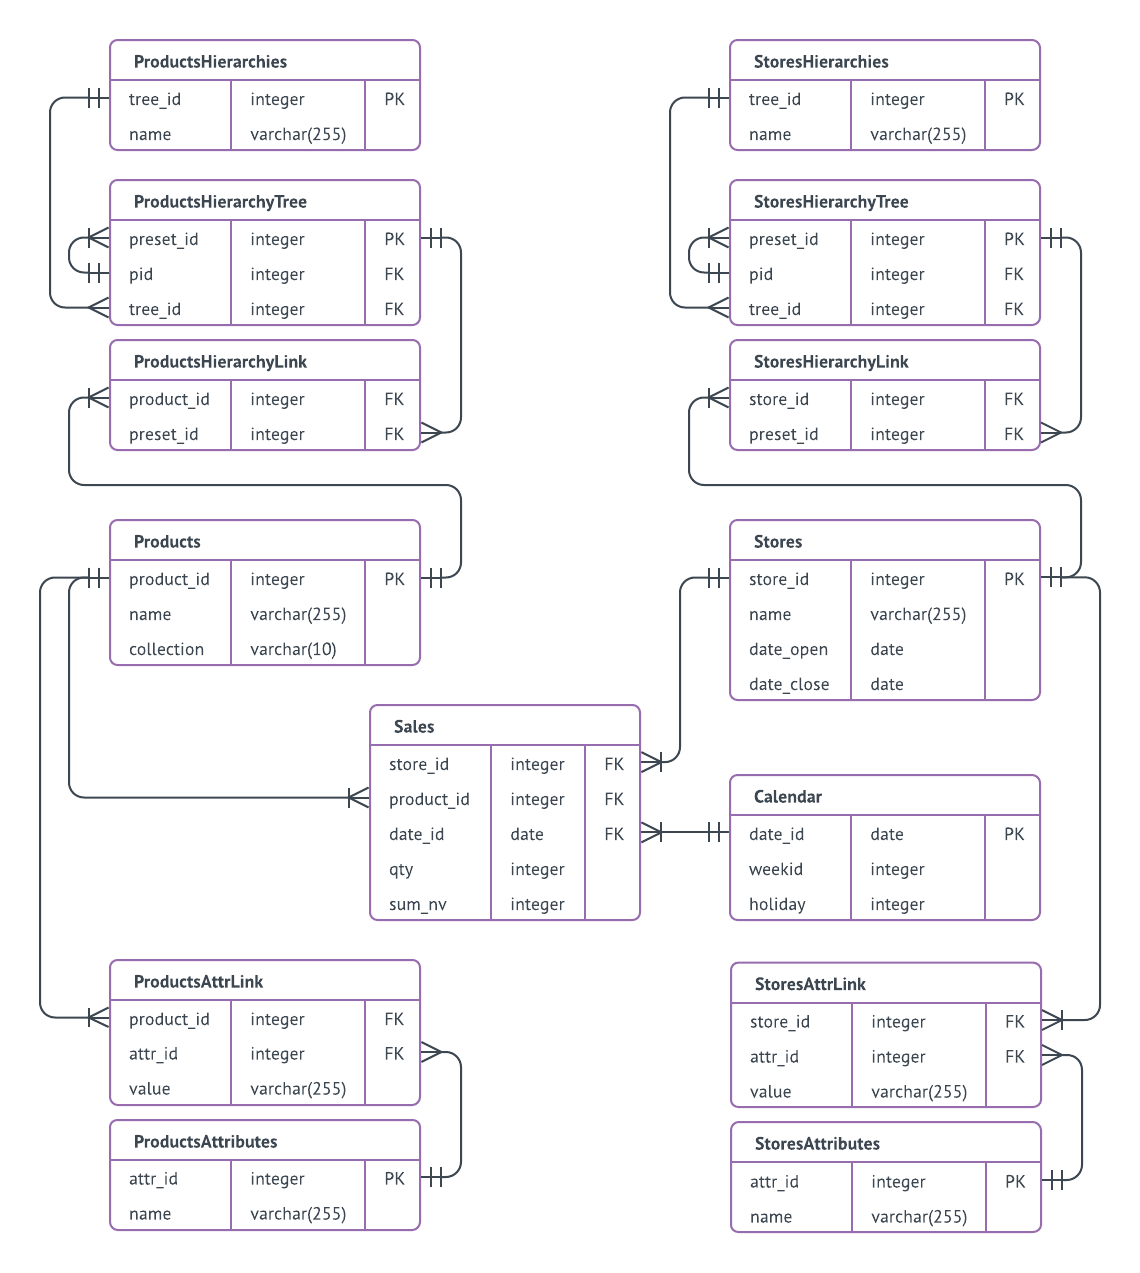 ProductsHierarchies
tree_id integer PK
name varchar(255)
ProductsHierarchyTree
preset_id integer PK
pid integer FK
tree_id integer FK
ProductsHierarchyLink
product_id integer FK
preset_id integer FK
Products
product_id integer PK
name varchar(255)
collection varchar(10)
StoresHierarchies
tree_id integer PK
name varchar(255)
StoresHierarchyTree
preset_id integer PK
pid integer FK
tree_id integer FK
StoresHierarchyLink
store_id integer FK
preset_id integer FK
Stores
store_id integer PK
name varchar(255)
date_open date
date_close date
Sales
store_id integer FK
product_id integer FK
date_id date FK
qty integer
sum_nv integer
Calendar
date_id date PK
weekid integer
holiday integer
ProductsAttrLink
product_id integer FK
attr_id integer FK
value varchar(255)
ProductsAttributes
attr_id integer PK
name varchar(255)
StoresAttrLink
store_id integer FK
attr_id integer FK
value varchar(255)
StoresAttributes
attr_id integer PK
name varchar(255)